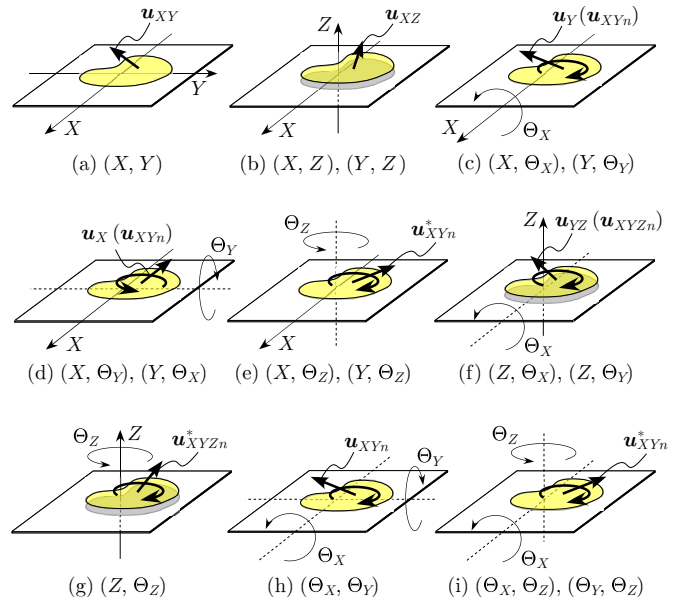 u_XY
Y
X
(a) (X, Y)
Z
u_XZ
X
(b) (X, Z), (Y, Z)
u_Y (u_XYn)
Θ_X
X
(c) (X, Θ_X), (Y, Θ_Y)
u_X (u_XYn)
Θ_Y
X
(d) (X, Θ_Y), (Y, Θ_X)
Θ_Z
u*_XYn
X
(e) (X, Θ_Z), (Y, Θ_Z)
Z
u_YZ (u_XYZn)
Θ_X
(f) (Z, Θ_X), (Z, Θ_Y)
Θ_Z
Z
u*_XYZn
(g) (Z, Θ_Z)
u_XYn
Θ_Y
Θ_X
(h) (Θ_X, Θ_Y)
Θ_Z
u*_XYn
Θ_X
(i) (Θ_X, Θ_Z), (Θ_Y, Θ_Z)